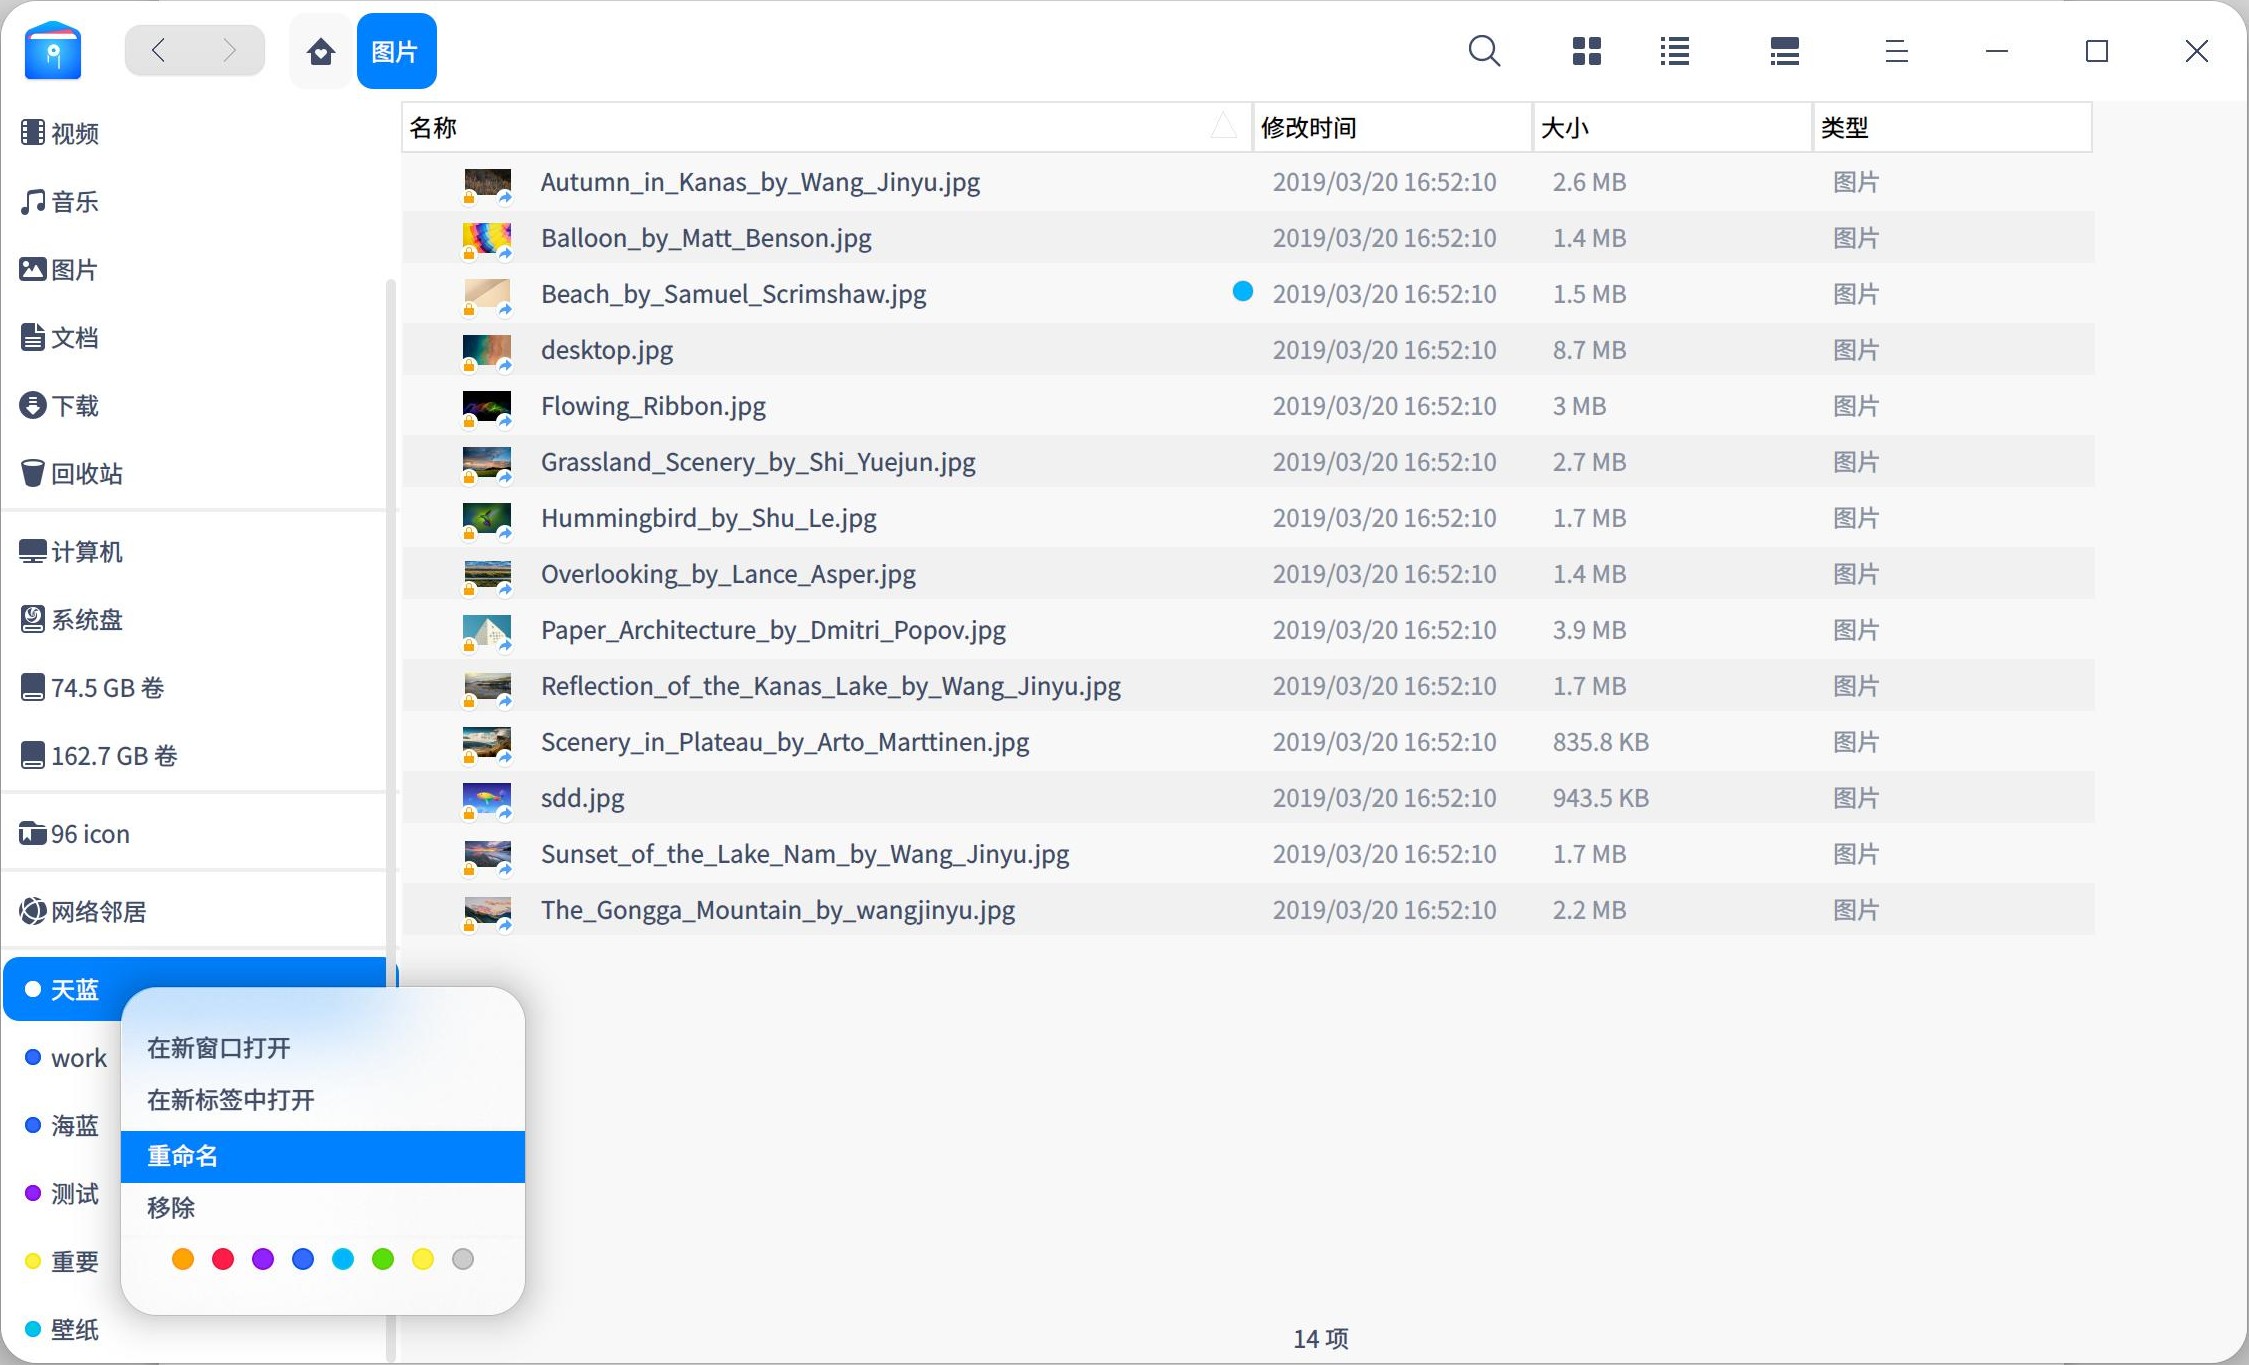 图片
视频
音乐
图片
文档
下载
回收站
计算机
系统盘
74.5 GB 卷
162.7 GB 卷
96 icon
网络邻居
天蓝
work
海蓝
测试
重要
壁纸
在新窗口打开
在新标签中打开
重命名
移除
名称 修改时间 大小 类型
Autumn_in_Kanas_by_Wang_Jinyu.jpg 2019/03/20 16:52:10 2.6 MB 图片
Balloon_by_Matt_Benson.jpg 2019/03/20 16:52:10 1.4 MB 图片
Beach_by_Samuel_Scrimshaw.jpg 2019/03/20 16:52:10 1.5 MB 图片
desktop.jpg 2019/03/20 16:52:10 8.7 MB 图片
Flowing_Ribbon.jpg 2019/03/20 16:52:10 3 MB 图片
Grassland_Scenery_by_Shi_Yuejun.jpg 2019/03/20 16:52:10 2.7 MB 图片
Hummingbird_by_Shu_Le.jpg 2019/03/20 16:52:10 1.7 MB 图片
Overlooking_by_Lance_Asper.jpg 2019/03/20 16:52:10 1.4 MB 图片
Paper_Architecture_by_Dmitri_Popov.jpg 2019/03/20 16:52:10 3.9 MB 图片
Reflection_of_the_Kanas_Lake_by_Wang_Jinyu.jpg 2019/03/20 16:52:10 1.7 MB 图片
Scenery_in_Plateau_by_Arto_Marttinen.jpg 2019/03/20 16:52:10 835.8 KB 图片
sdd.jpg 2019/03/20 16:52:10 943.5 KB 图片
Sunset_of_the_Lake_Nam_by_Wang_Jinyu.jpg 2019/03/20 16:52:10 1.7 MB 图片
The_Gongga_Mountain_by_wangjinyu.jpg 2019/03/20 16:52:10 2.2 MB 图片
14 项